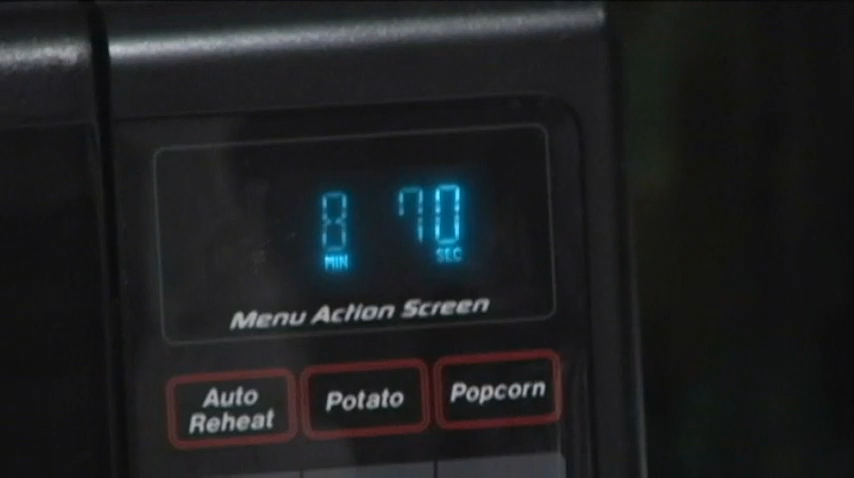 8 70
MIN SEC
Menu Action Screen
Auto Reheat
Potato
Popcorn